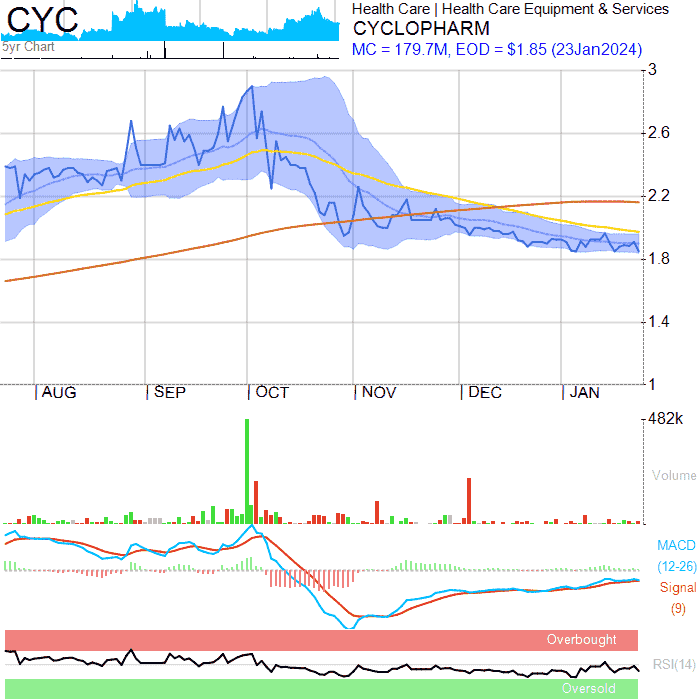 CYC
Health Care | Health Care Equipment & Services
CYCLOPHARM
5yr Chart
MC = 179.7M, EOD = $1.85 (23Jan2024)
3
2.6
2.2
1.8
1.4
1
AUG SEP OCT NOV DEC JAN
482k
Volume
MACD
(12-26)
Signal
(9)
Overbought
RSI(14)
Oversold